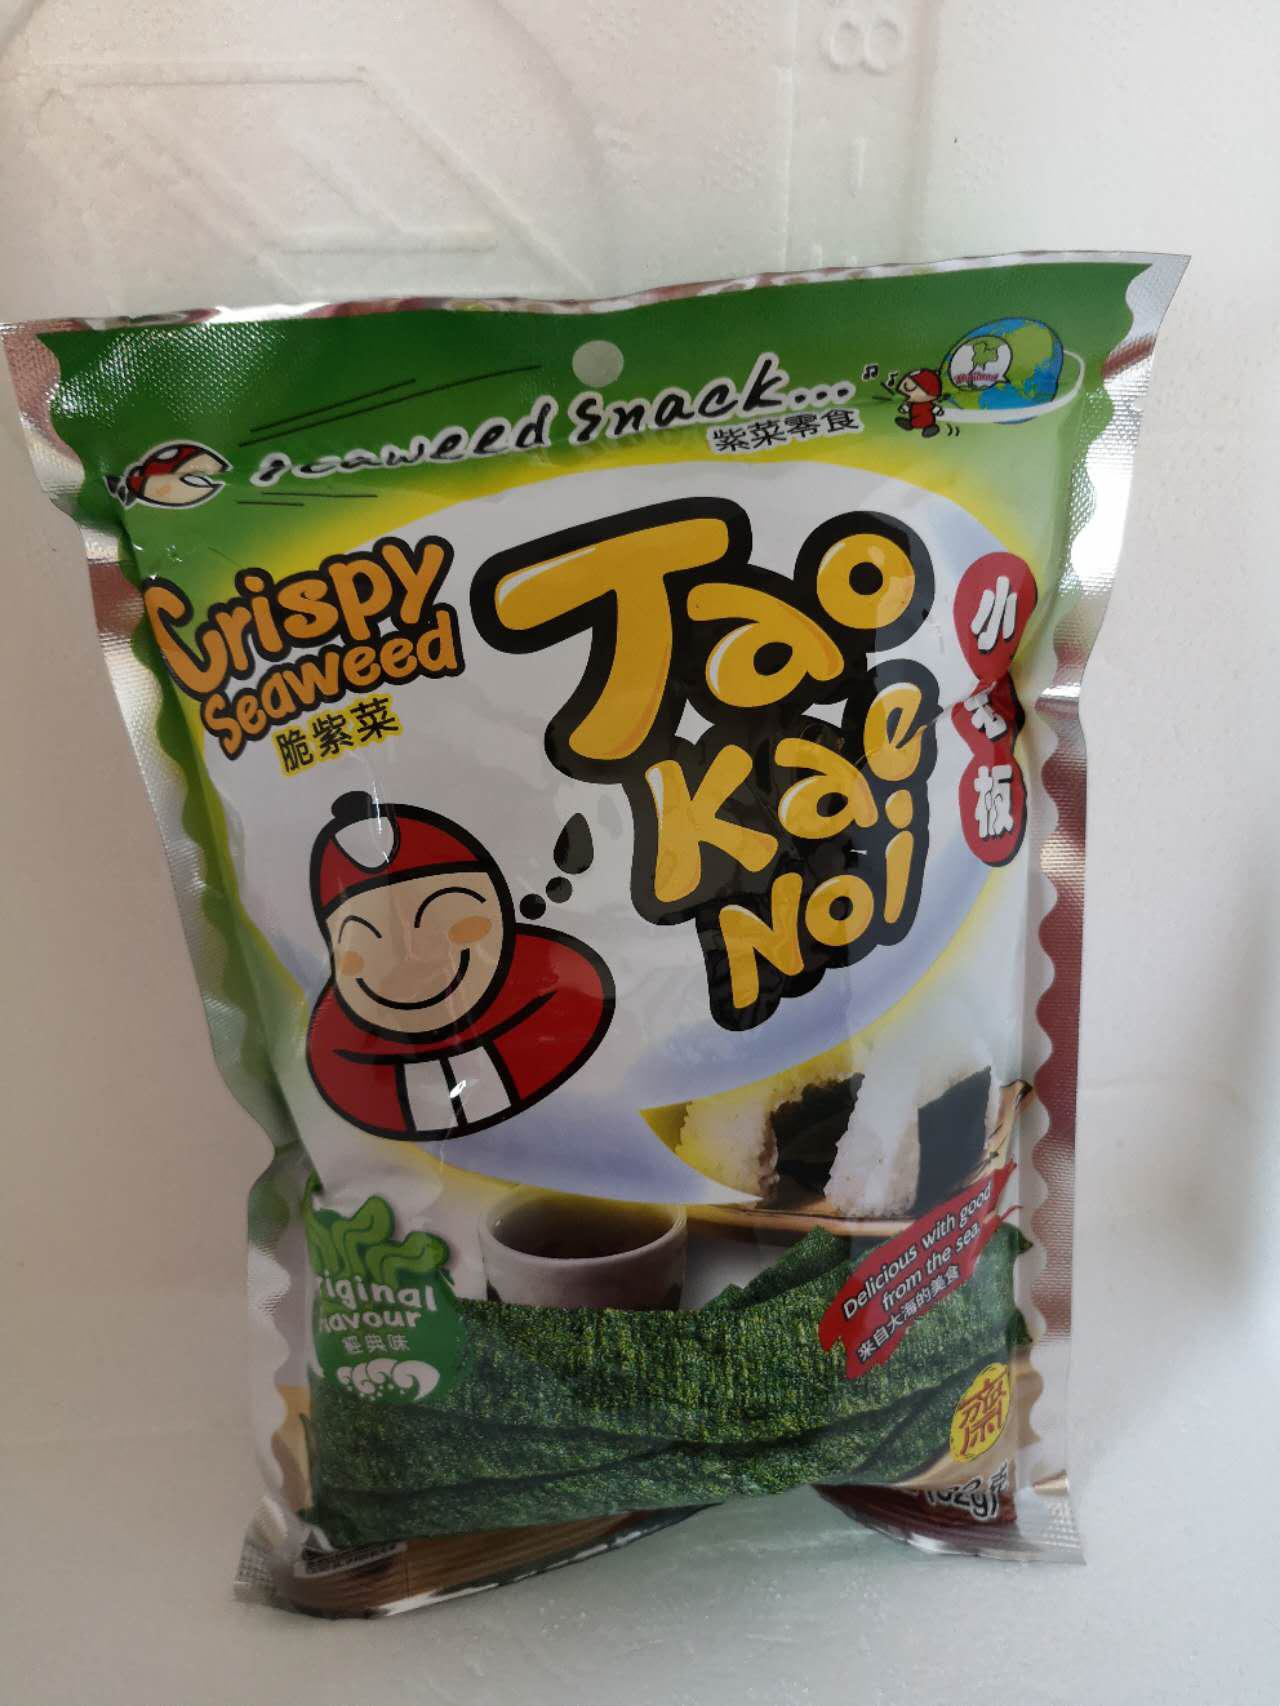 Seaweed Snack...
紫菜零食
Crispy
Seaweed
脆紫菜
Tao
Kae
Noi
小
板
Original
Flavour
經典味
Delicious with good
from the sea.
来自大海的美食
齋